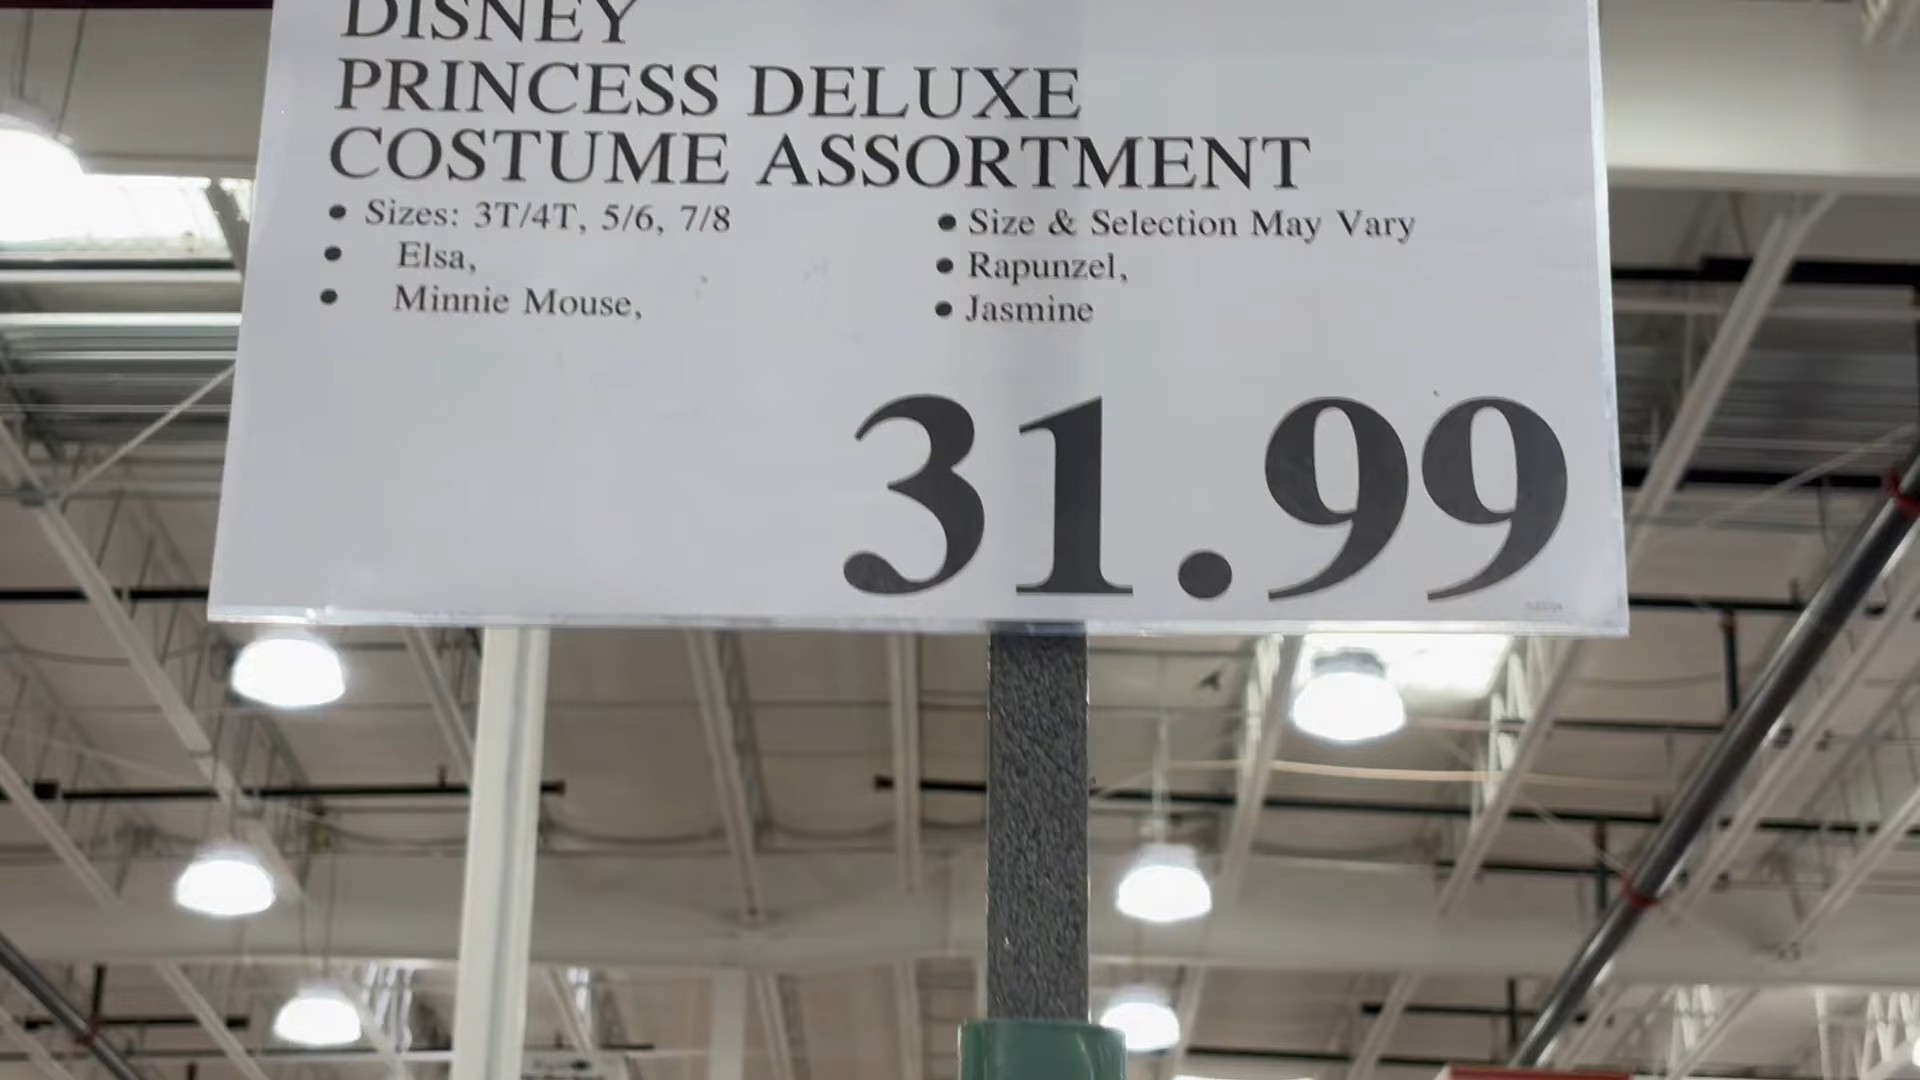 DISNEY
PRINCESS DELUXE
COSTUME ASSORTMENT
• Sizes: 3T/4T, 5/6, 7/8
• Elsa,
• Minnie Mouse,
• Size & Selection May Vary
• Rapunzel,
• Jasmine
31.99